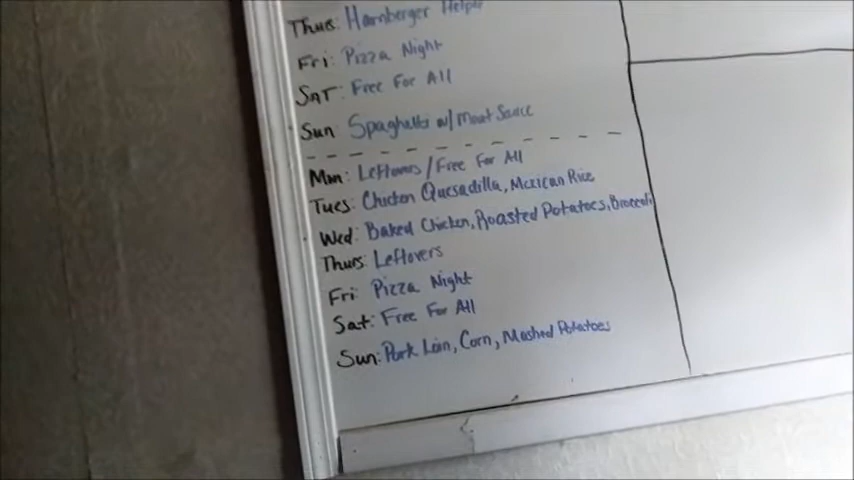 Thurs: Hamburger Helper
Fri: Pizza Night
SAT: Free For All
Sun: Spaghetti w/Meat Sauce
Mon: Leftovers/Free For All
Tues: Chicken Quesadilla, Mexican Rice
Wed: Baked Chicken, Roasted Potatoes, Broccoli
Thurs: Leftovers
Fri: Pizza Night
Sat: Free For All
Sun: Pork Loin, Corn, Mashed Potatoes